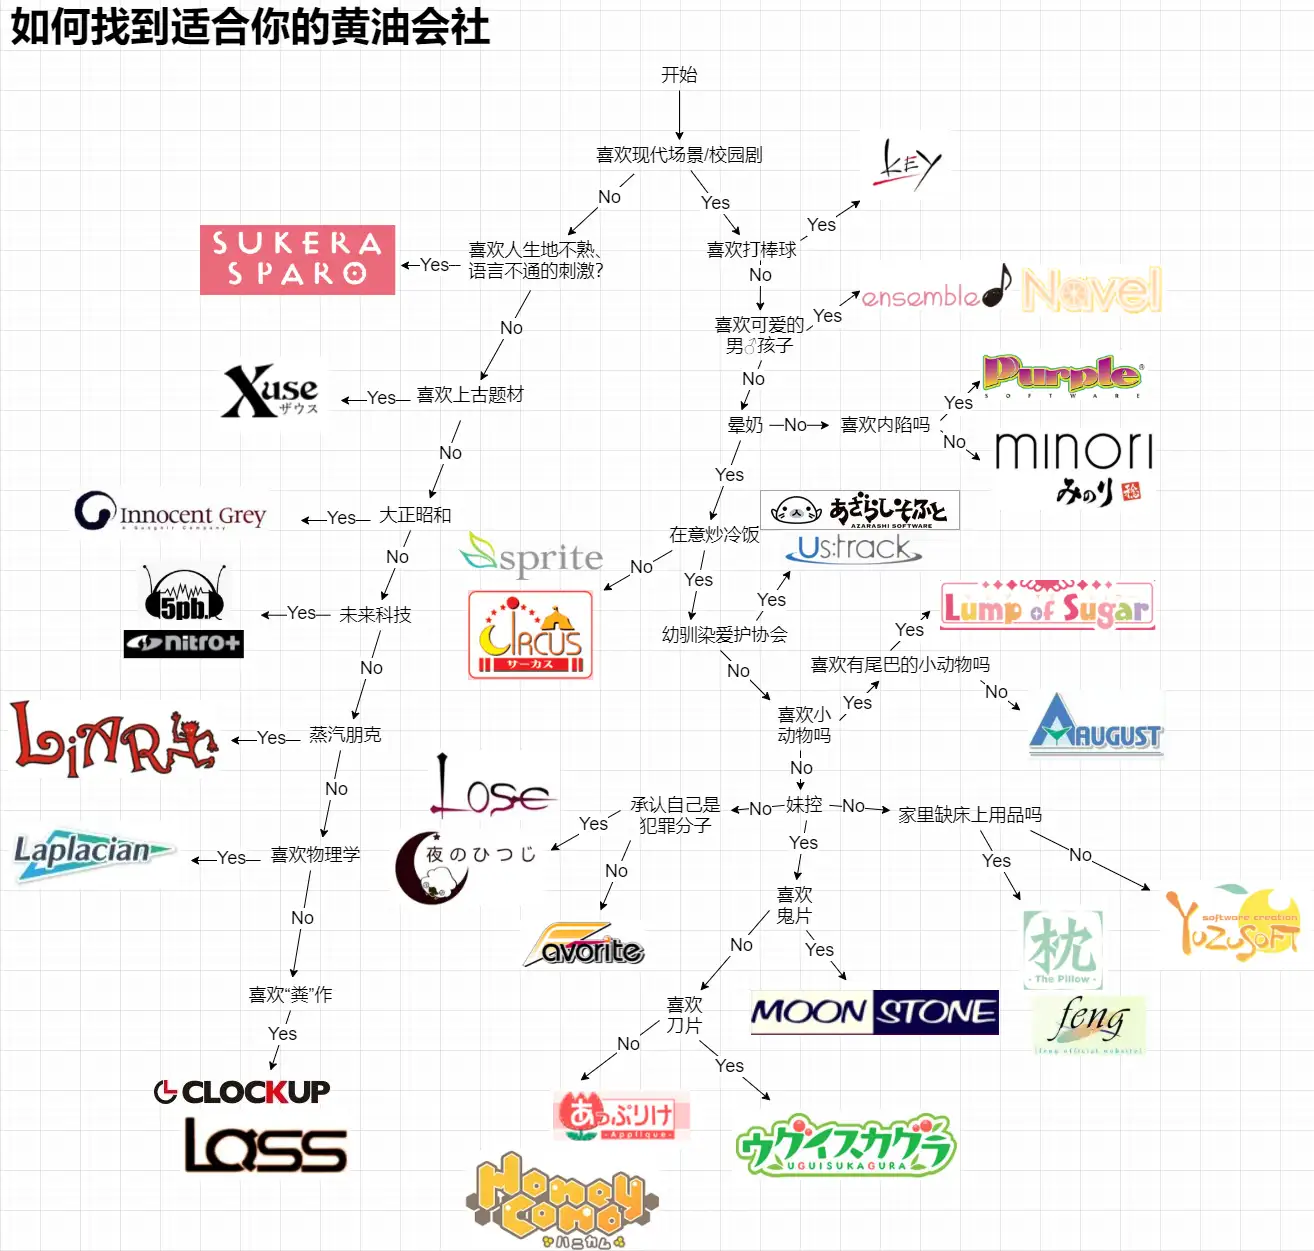 如何找到适合你的黄油会社
开始
喜欢现代场景/校园剧
No
Yes
KEY
喜欢人生地不熟、
语言不通的刺激?
Yes
SUKERA
SPARO
喜欢打棒球
Yes
No
ensemble
Navel
喜欢可爱的
男♂孩子
Yes
No
No
喜欢上古题材
Yes
Xuse
ザウス
No
晕奶
No
喜欢内陷吗
Yes
Purple
SOFTWARE
No
minori
みのり
Yes
大正昭和
Yes
Innocent Grey
No
在意炒冷饭
No
sprite
CIRCUS
サーカス
Yes
あざらしそふと
AZARASHI SOFTWARE
Us:track
未来科技
Yes
5pb.
nitro+
No
幼驯染爱护协会
Yes
No
喜欢有尾巴的小动物吗
Yes
Lump of Sugar
No
AUGUST
喜欢小
动物吗
Yes
No
蒸汽朋克
Yes
LiAR
No
妹控
No
承认自己是
犯罪分子
Yes
Lose
夜のひつじ
No
Favorite
No
家里缺床上用品吗
Yes
枕
- The Pillow -
feng
No
software creation
YUZUSOFT
Yes
喜欢
鬼片
Yes
MOON STONE
No
喜欢
刀片
No
あっぷりけ
- Applique -
Honey
Comb
ハニカム
Yes
ウグイスカグラ
UGUISUKAGURA
喜欢物理学
Yes
Laplacian
No
喜欢“粪”作
Yes
CLOCKUP
Lass